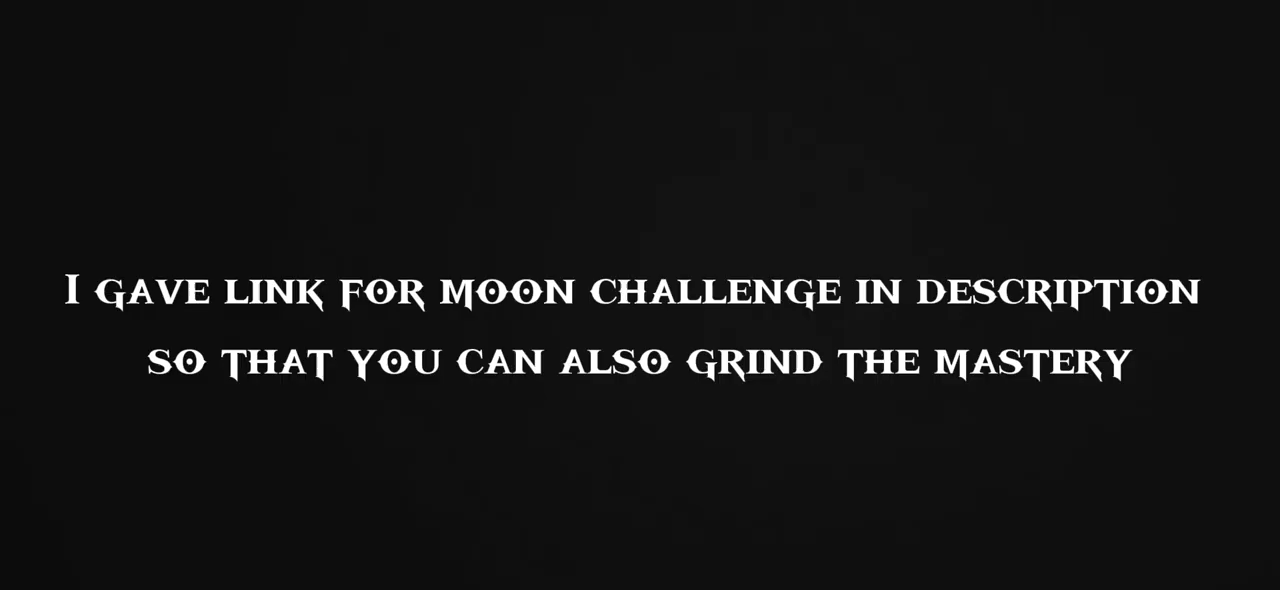 I gave link for moon challenge in description
so that you can also grind the mastery